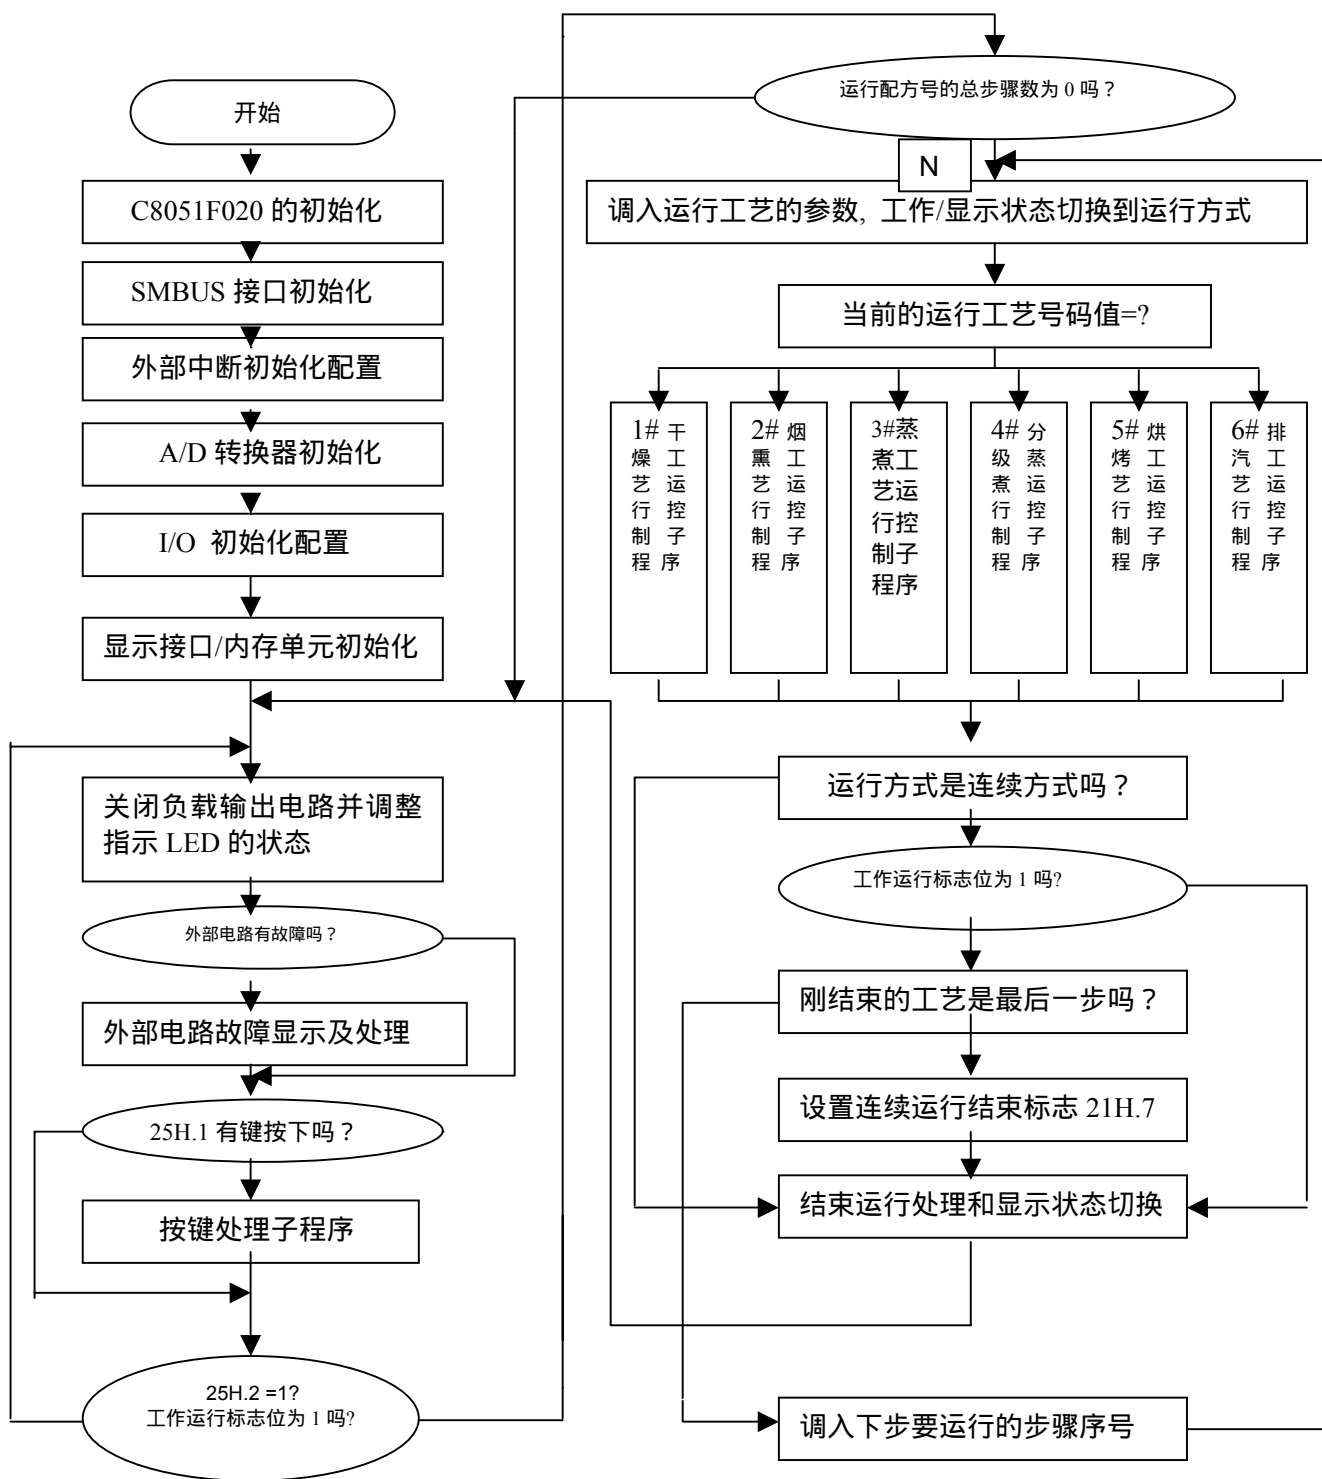 开始
C8051F020 的初始化
SMBUS 接口初始化
外部中断初始化配置
A/D 转换器初始化
I/O 初始化配置
显示接口/内存单元初始化
关闭负载输出电路并调整
指示 LED 的状态
外部电路有故障吗？
外部电路故障显示及处理
25H.1 有键按下吗？
按键处理子程序
25H.2 =1?
工作运行标志位为 1 吗?
运行配方号的总步骤数为 0 吗？
N
调入运行工艺的参数, 工作/显示状态切换到运行方式
当前的运行工艺号码值=?
1# 干
燥 工
艺 运
行 控
制 子
程 序
2# 烟
熏 工
艺 运
行 控
制 子
程 序
3#蒸
煮工
艺运
行控
制子
程序
4# 分
级 蒸
煮 运
行 控
制 子
程 序
5# 烘
烤 工
艺 运
行 控
制 子
程 序
6# 排
汽 工
艺 运
行 控
制 子
程 序
运行方式是连续方式吗？
工作运行标志位为 1 吗?
刚结束的工艺是最后一步吗？
设置连续运行结束标志 21H.7
结束运行处理和显示状态切换
调入下步要运行的步骤序号